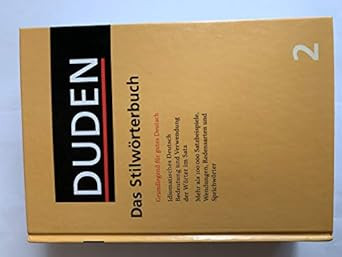 DUDEN
Das Stilwörterbuch
Grundlegend für gutes Deutsch
Idiomatisches Deutsch
Bedeutung und Verwendung
der Wörter im Satz
Mehr als 100 000 Satzbeispiele,
Wendungen, Redensarten und
Sprichwörter
2